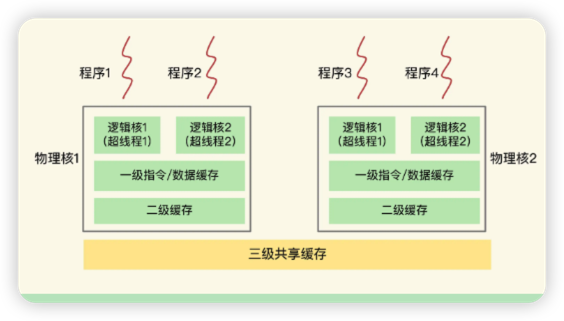 程序1
程序2
程序3
程序4
物理核1
逻辑核1
(超线程1)
逻辑核2
(超线程2)
一级指令/数据缓存
二级缓存
逻辑核1
(超线程1)
逻辑核2
(超线程2)
一级指令/数据缓存
二级缓存
物理核2
三级共享缓存